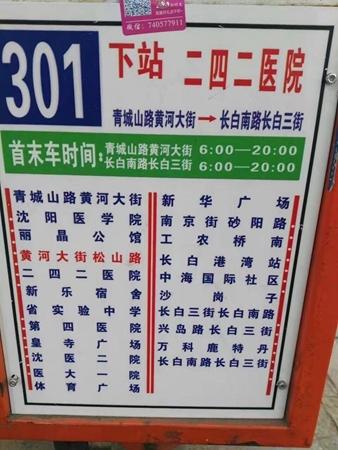 微信:740577911
301
下站 二四二医院
青城山路黄河大街→长白南路长白三街
首末车时间:
青城山路黄河大街 6:00—20:00
长白南路长白三街 6:00—20:00
青城山路黄河大街
沈阳医学院
丽晶公馆
黄河大街松山路
二四二医院
新乐宿舍
省实验中学
第四医院
皇寺广场
沈医二院
医大一院
体育广场
新华广场
南京街砂阳路
工农桥南
长白港湾站
中海国际社区
沙岗子
长白三街长白南路
兴岛路长白三街
万科鹿特丹
长白南路长白三街